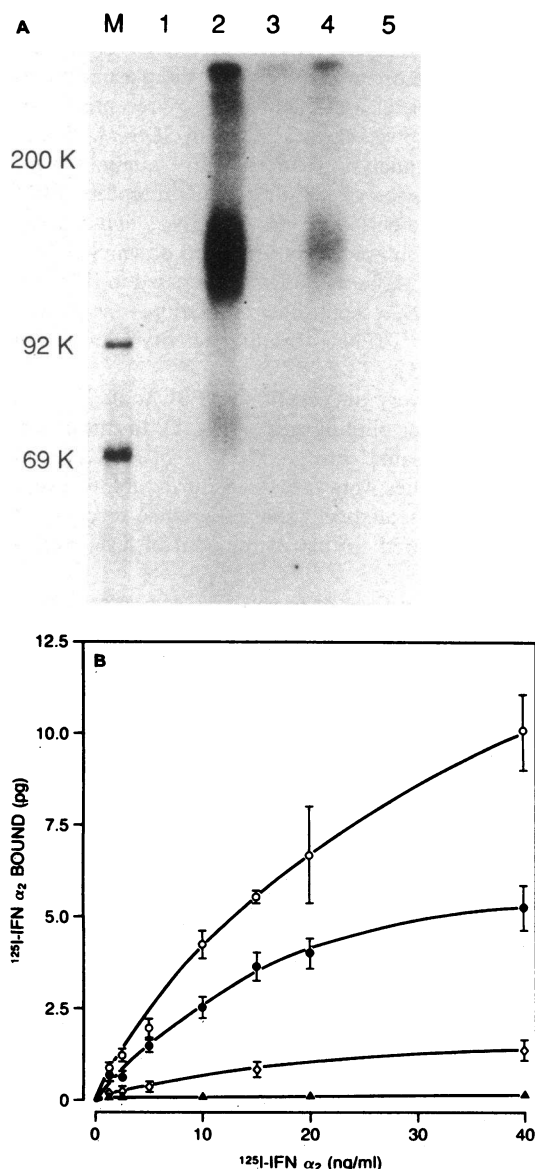 A M 1 2 3 4 5
200 K
92 K
69 K
B
12.5
10.0
7.5
5.0
2.5
0
¹²⁵I-IFN α₂ BOUND (pg)
0 10 20 30 40
¹²⁵I-IFN α₂ (ng/ml)